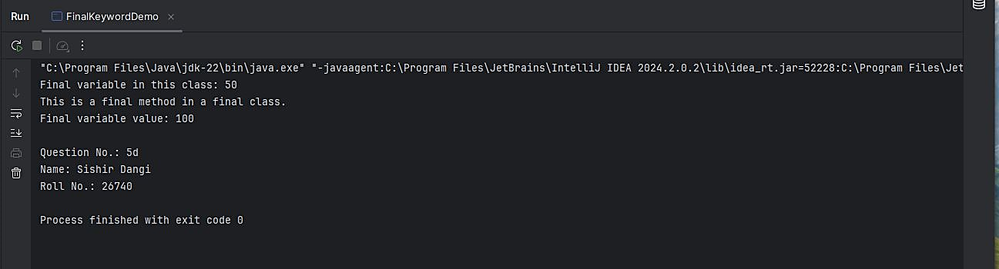 Run FinalKeywordDemo
"C:\Program Files\Java\jdk-22\bin\java.exe" "-javaagent:C:\Program Files\JetBrains\IntelliJ IDEA 2024.2.0.2\lib\idea_rt.jar=52228:C:\Program Files\Jet
Final variable in this class: 50
This is a final method in a final class.
Final variable value: 100
Question No.: 5d
Name: Sishir Dangi
Roll No.: 26740
Process finished with exit code 0